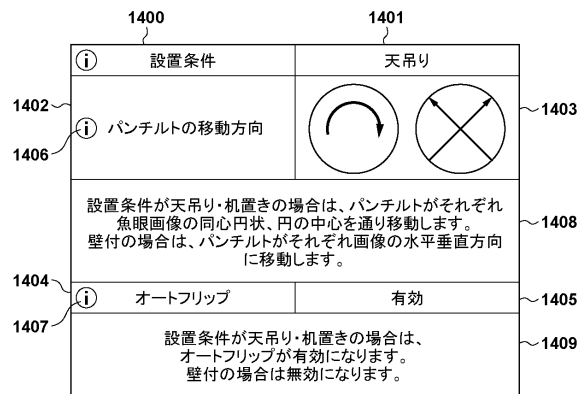 1400
1401
ⓘ 設置条件
天吊り
1402
1403
ⓘ パンチルトの移動方向
1406
設置条件が天吊り・机置きの場合は、パンチルトがそれぞれ
魚眼画像の同心円状、円の中心を通り移動します。
壁付の場合は、パンチルトがそれぞれ画像の水平垂直方向
に移動します。
1408
1404
ⓘ オートフリップ
有効
1405
1407
設置条件が天吊り・机置きの場合は、
オートフリップが有効になります。
壁付の場合は無効になります。
1409